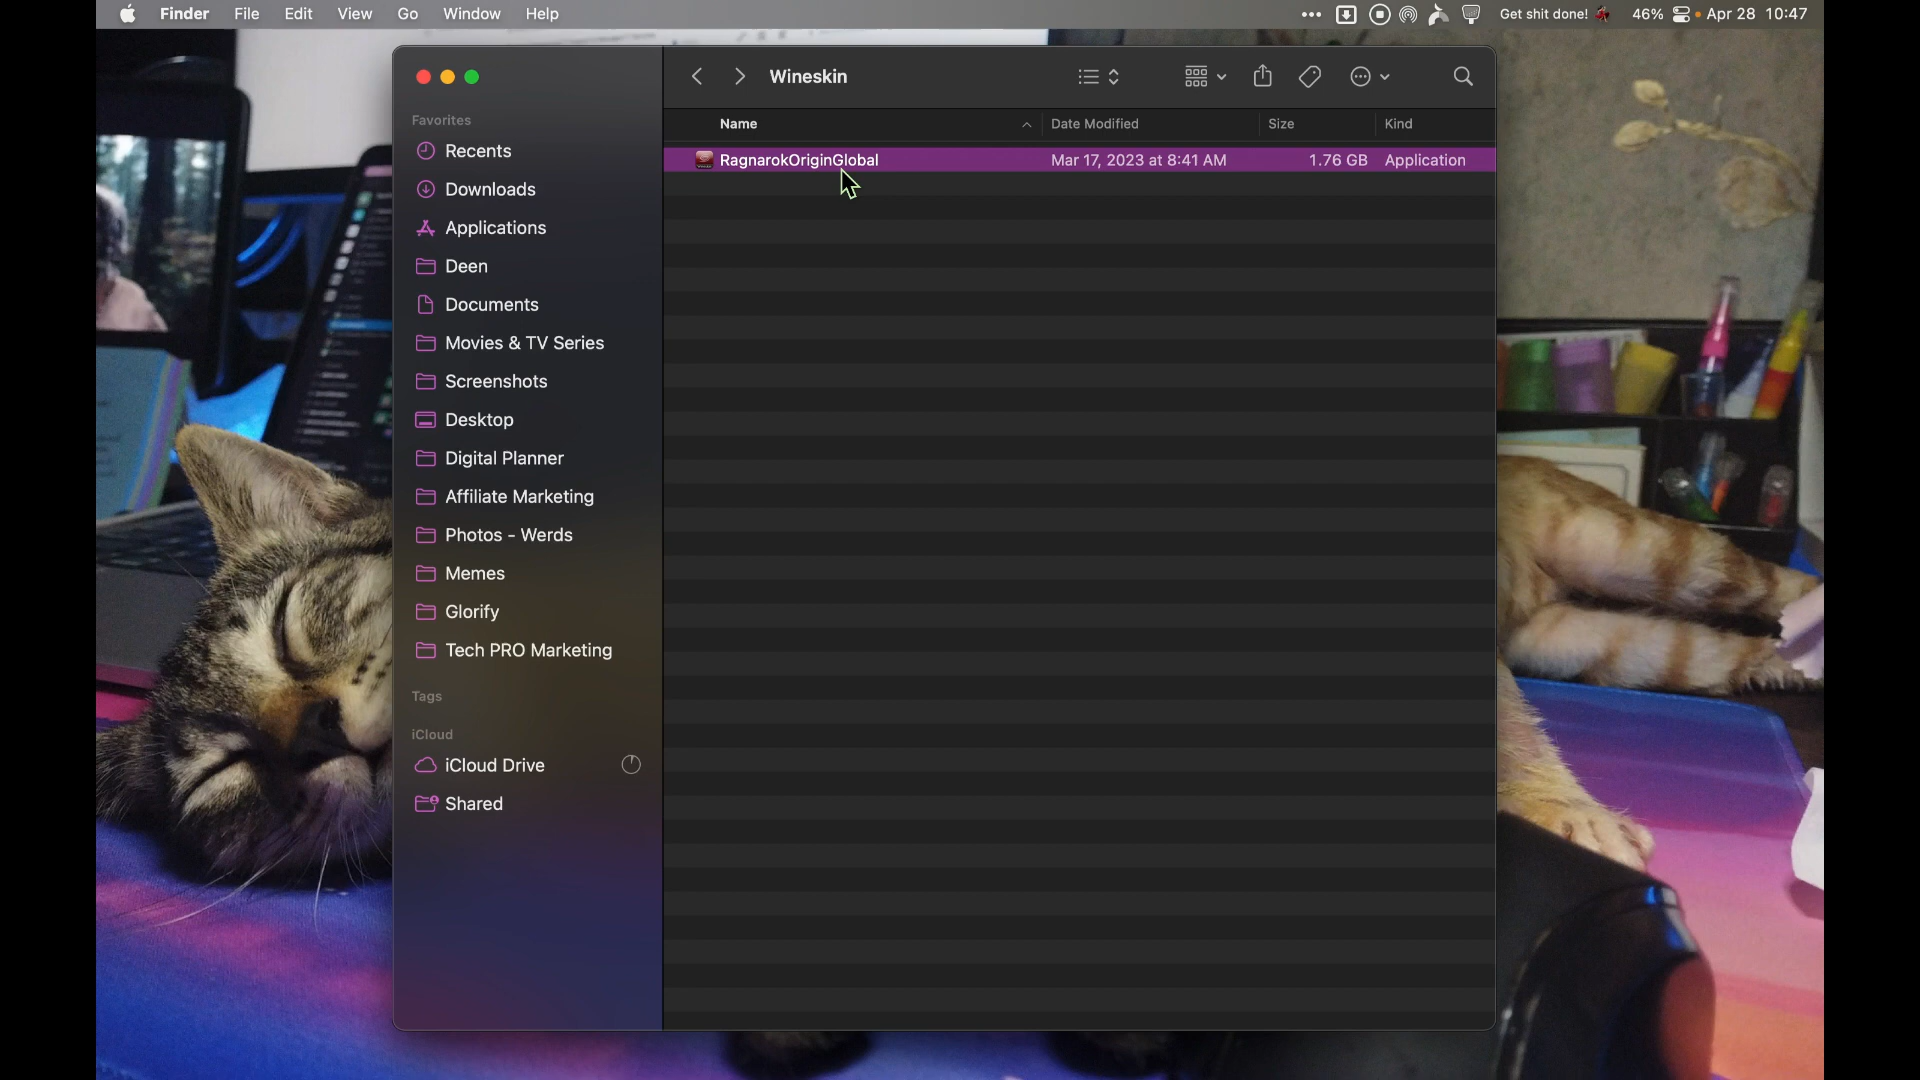 Finder File Edit View Go Window Help
Get shit done! 🐞 46% Apr 28 10:47
Wineskin
Favorites
Recents
Downloads
Applications
Deen
Documents
Movies & TV Series
Screenshots
Desktop
Digital Planner
Affiliate Marketing
Photos - Werds
Memes
Glorify
Tech PRO Marketing
Tags
iCloud
iCloud Drive
Shared
Name Date Modified Size Kind
RagnarokOriginGlobal Mar 17, 2023 at 8:41 AM 1.76 GB Application